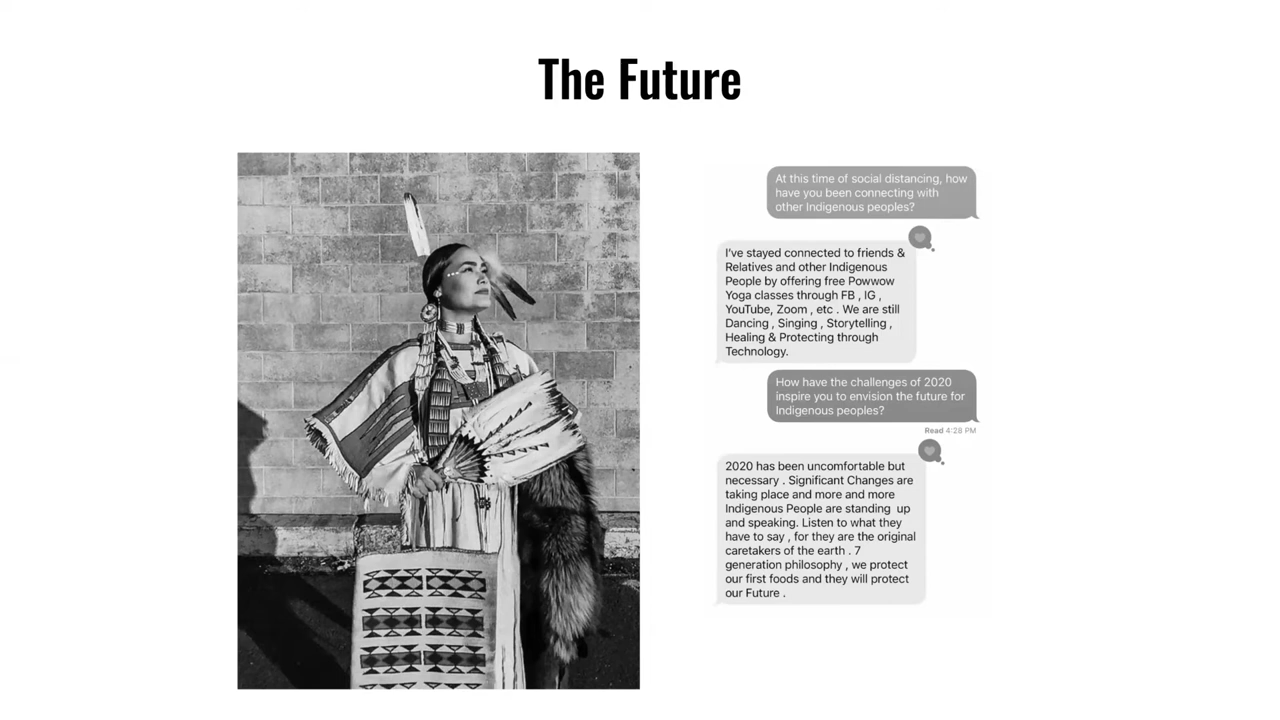 The Future
At this time of social distancing, how
have you been connecting with
other Indigenous peoples?
I've stayed connected to friends &
Relatives and other Indigenous
People by offering free Powwow
Yoga classes through FB , IG ,
YouTube, Zoom , etc . We are still
Dancing , Singing , Storytelling ,
Healing & Protecting through
Technology.
How have the challenges of 2020
inspire you to envision the future for
Indigenous peoples?
Read 4:28 PM
2020 has been uncomfortable but
necessary . Significant Changes are
taking place and more and more
Indigenous People are standing  up
and speaking. Listen to what they
have to say , for they are the original
caretakers of the earth . 7
generation philosophy , we protect
our first foods and they will protect
our Future .